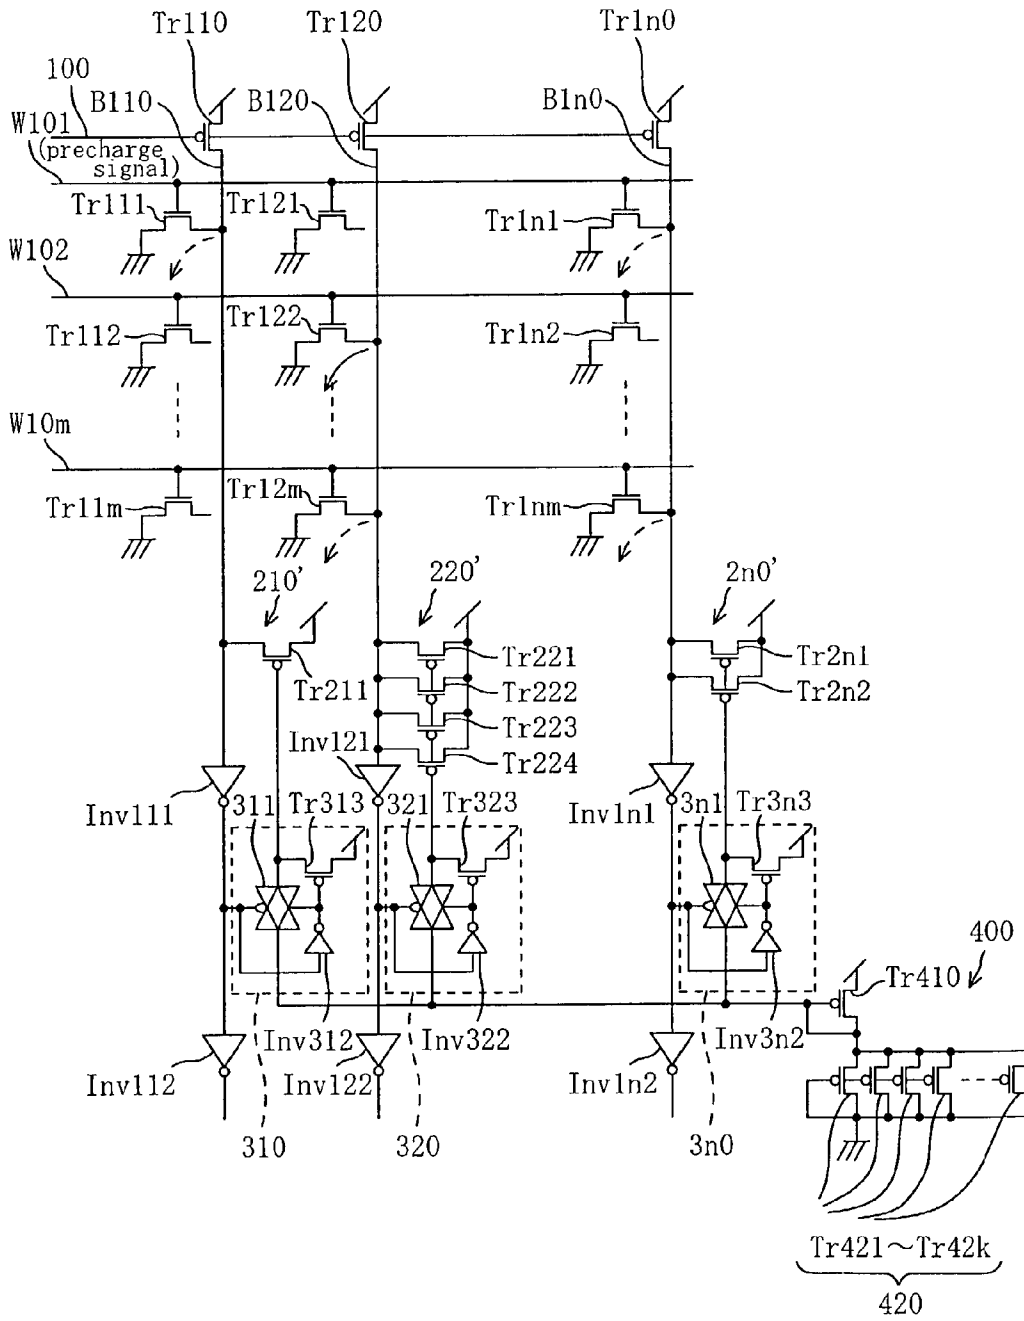 Tr110
Tr120
Tr1n0
100
B110
B120
B1n0
W101
(precharge
signal)
Tr111
Tr121
Tr1n1
W102
Tr112
Tr122
Tr1n2
W10m
Tr11m
Tr12m
Tr1nm
210'
220'
2n0'
Tr211
Tr221
Tr222
Tr223
Tr224
Tr2n1
Tr2n2
Inv121
Inv111
311
Tr313
321
Tr323
Inv1n1
3n1
Tr3n3
400
Tr410
Inv112
Inv312
Inv122
Inv322
Inv1n2
Inv3n2
310
320
3n0
Tr421~Tr42k
420